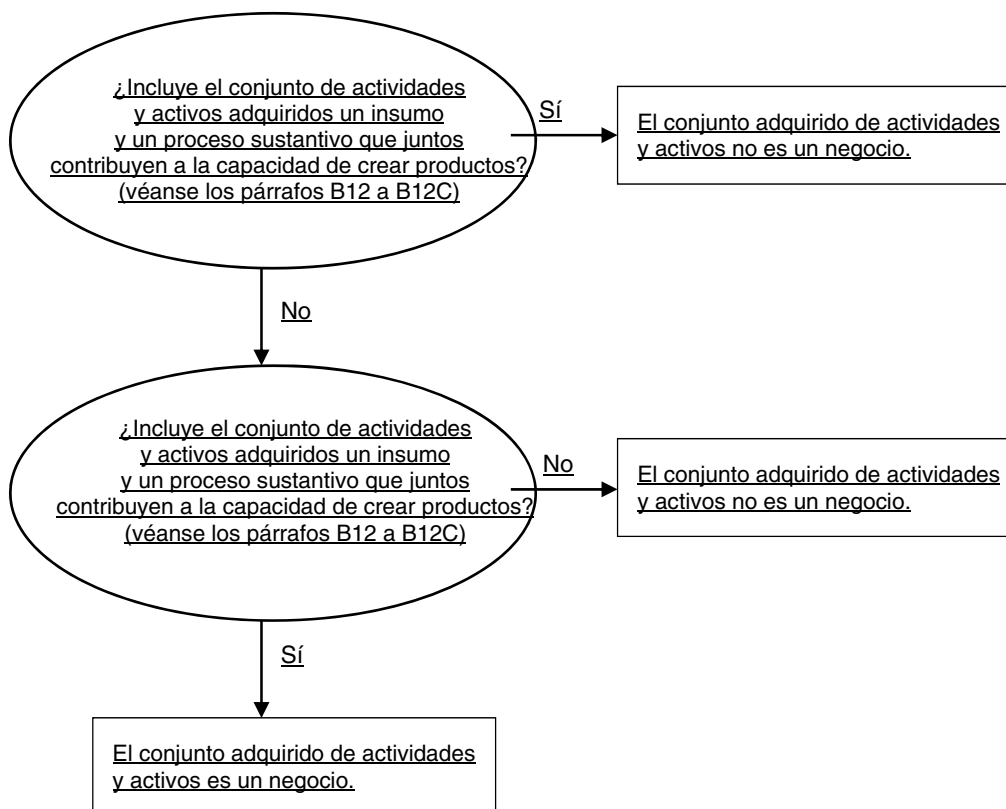 ¿Incluye el conjunto de actividades
y activos adquiridos un insumo
y un proceso sustantivo que juntos
contribuyen a la capacidad de crear productos?
(véanse los párrafos B12 a B12C)
Sí
El conjunto adquirido de actividades
y activos no es un negocio.
No
¿Incluye el conjunto de actividades
y activos adquiridos un insumo
y un proceso sustantivo que juntos
contribuyen a la capacidad de crear productos?
(véanse los párrafos B12 a B12C)
No
El conjunto adquirido de actividades
y activos no es un negocio.
Sí
El conjunto adquirido de actividades
y activos es un negocio.